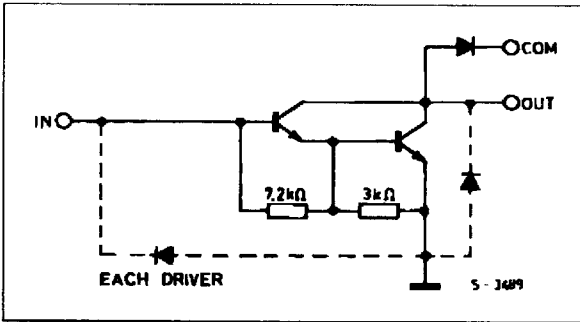 COM
OUT
IN
7.2kΩ 3kΩ
EACH DRIVER
S-3489